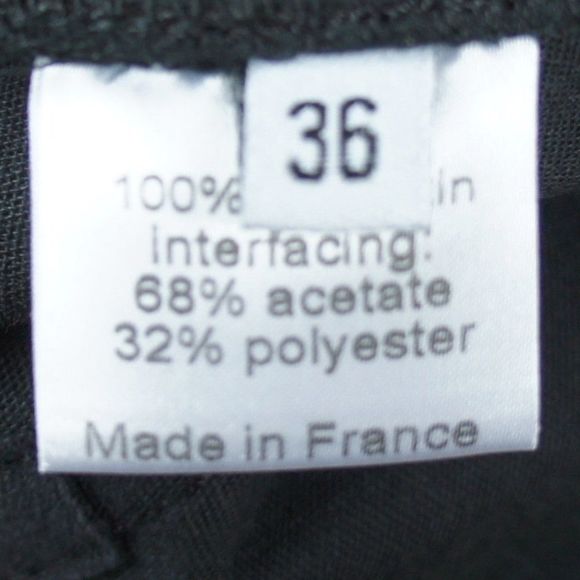 36
100%
interfacing:
68% acetate
32% polyester
Made in France